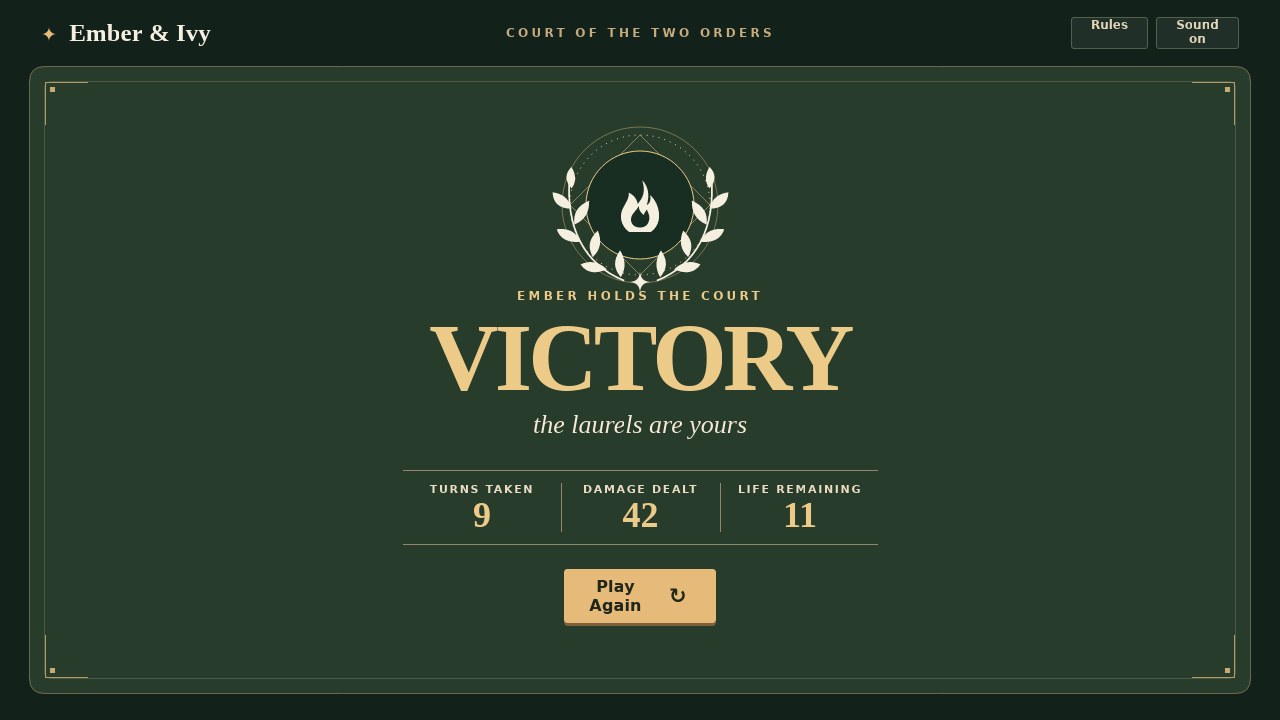 Ember & Ivy
COURT OF THE TWO ORDERS
Rules
Sound
on
EMBER HOLDS THE COURT
VICTORY
the laurels are yours
TURNS TAKEN
9
DAMAGE DEALT
42
LIFE REMAINING
11
Play
Again